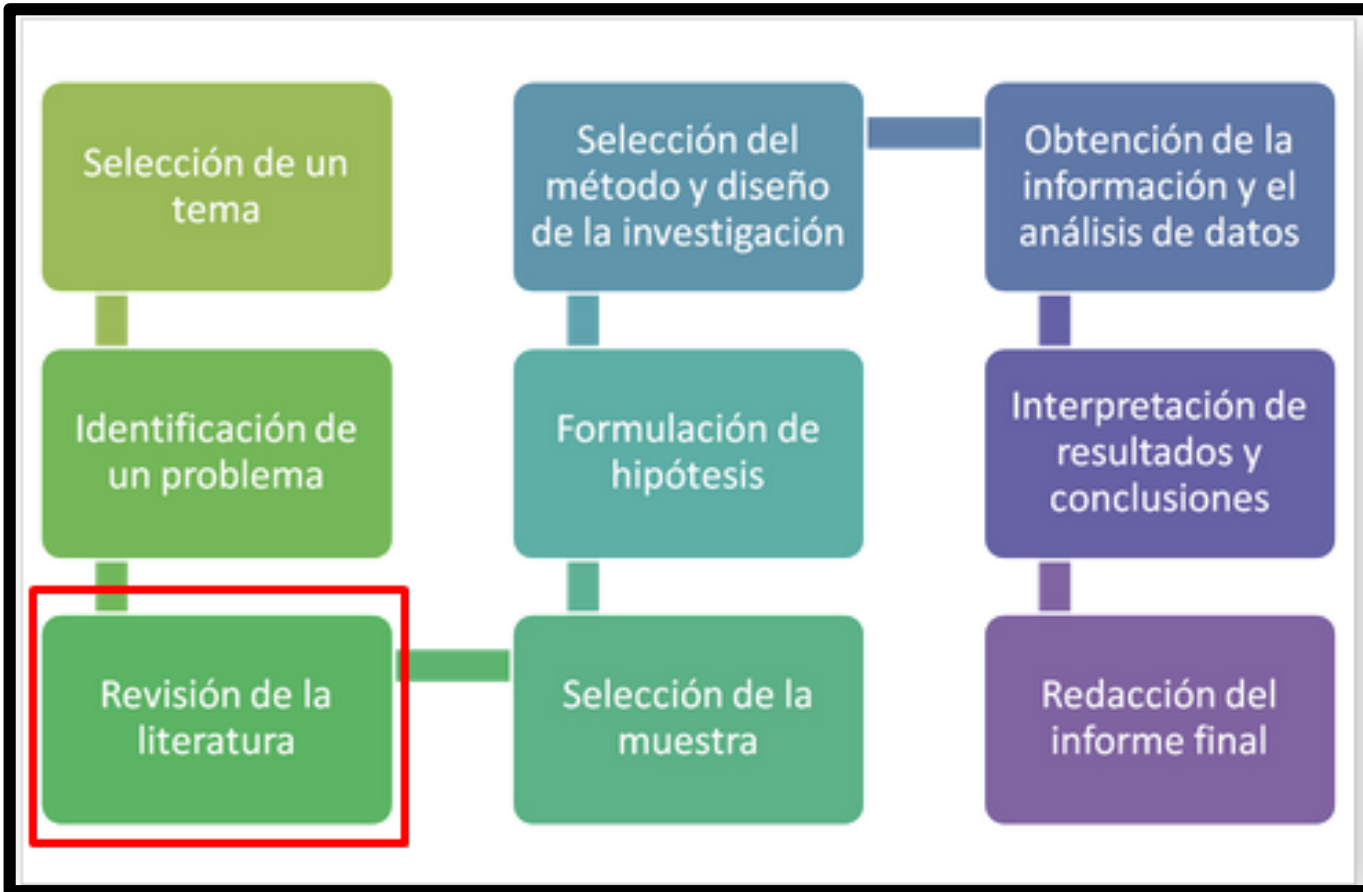 Selección de un
tema
Identificación de
un problema
Revisión de la
literatura
Selección de la
muestra
Formulación de
hipótesis
Selección del
método y diseño
de la investigación
Obtención de la
información y el
análisis de datos
Interpretación de
resultados y
conclusiones
Redacción del
informe final